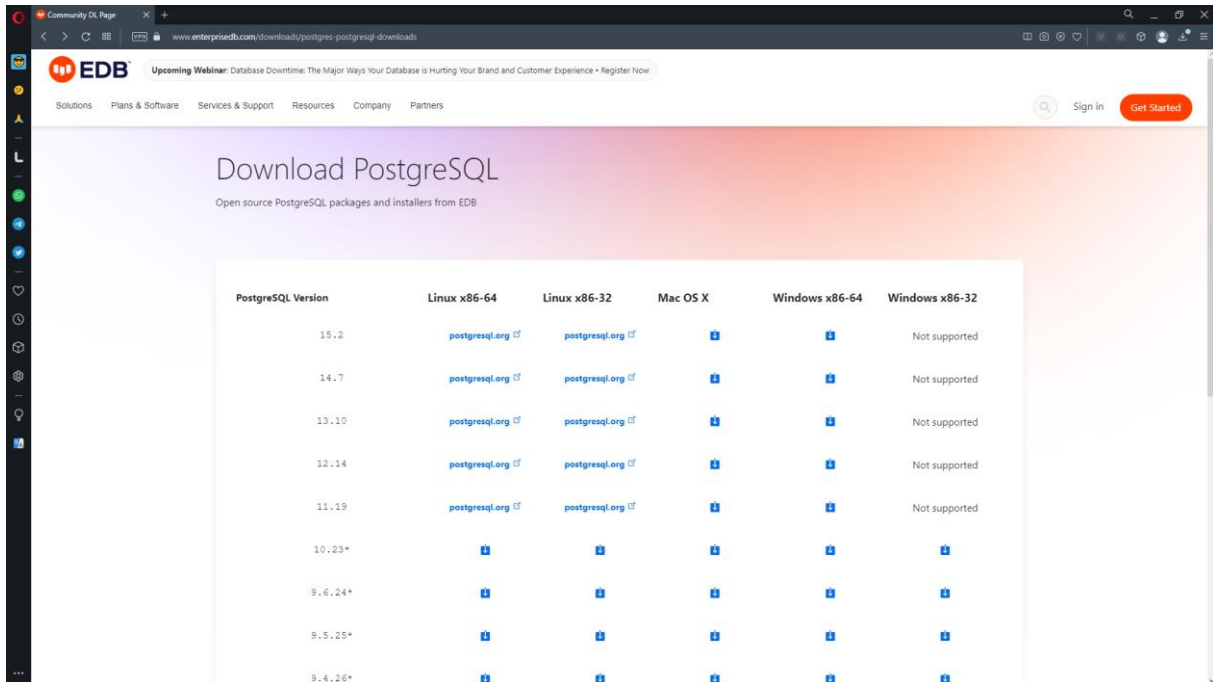 Community DL Page
VPN
www.enterprisedb.com/downloads/postgres-postgresql-downloads
EDB
Upcoming Webinar: Database Downtime: The Major Ways Your Database is Hurting Your Brand and Customer Experience • Register Now
Solutions Plans & Software Services & Support Resources Company Partners
Sign in Get Started
Download PostgreSQL
Open source PostgreSQL packages and installers from EDB
PostgreSQL Version Linux x86-64 Linux x86-32 Mac OS X Windows x86-64 Windows x86-32
15.2 postgresql.org postgresql.org Not supported
14.7 postgresql.org postgresql.org Not supported
13.10 postgresql.org postgresql.org Not supported
12.14 postgresql.org postgresql.org Not supported
11.19 postgresql.org postgresql.org Not supported
10.23*
9.6.24*
9.5.25*
9.4.26*